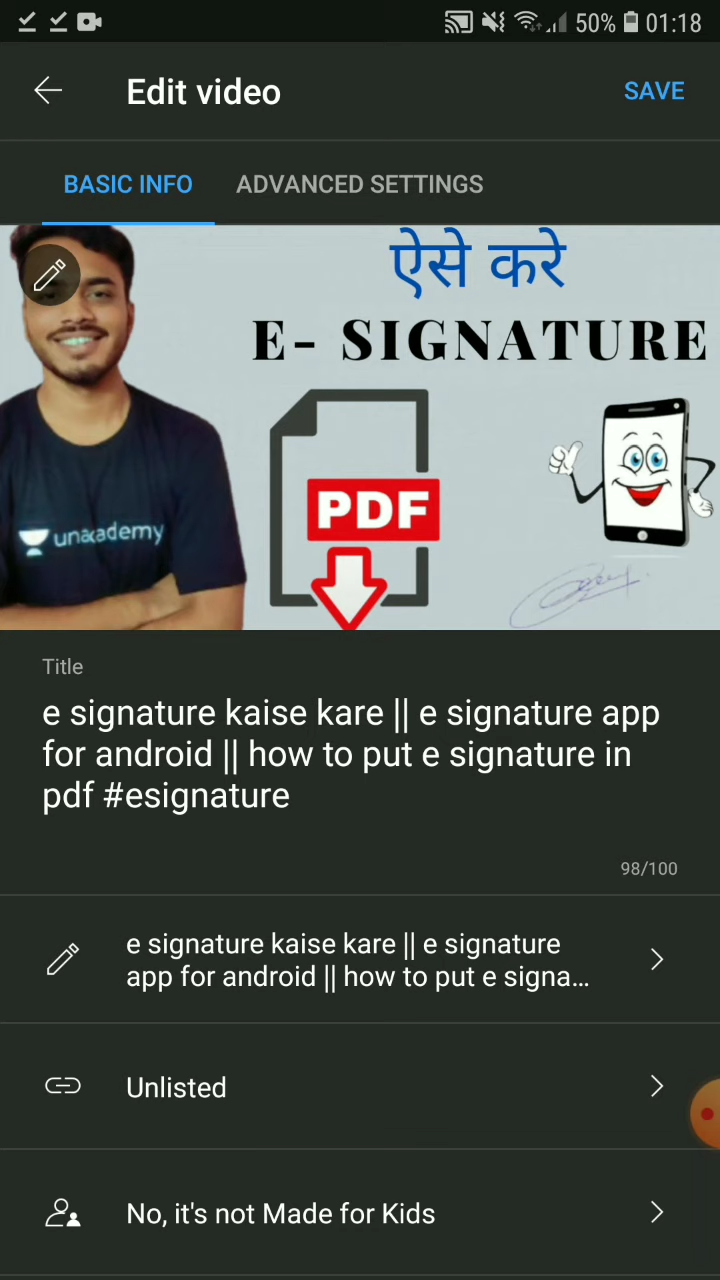 50% 01:18
Edit video
SAVE
BASIC INFO
ADVANCED SETTINGS
ऐसे करे
E- SIGNATURE
PDF
unacademy
Title
e signature kaise kare || e signature app
for android || how to put e signature in
pdf #esignature
98/100
e signature kaise kare || e signature
app for android || how to put e signa...
Unlisted
No, it's not Made for Kids